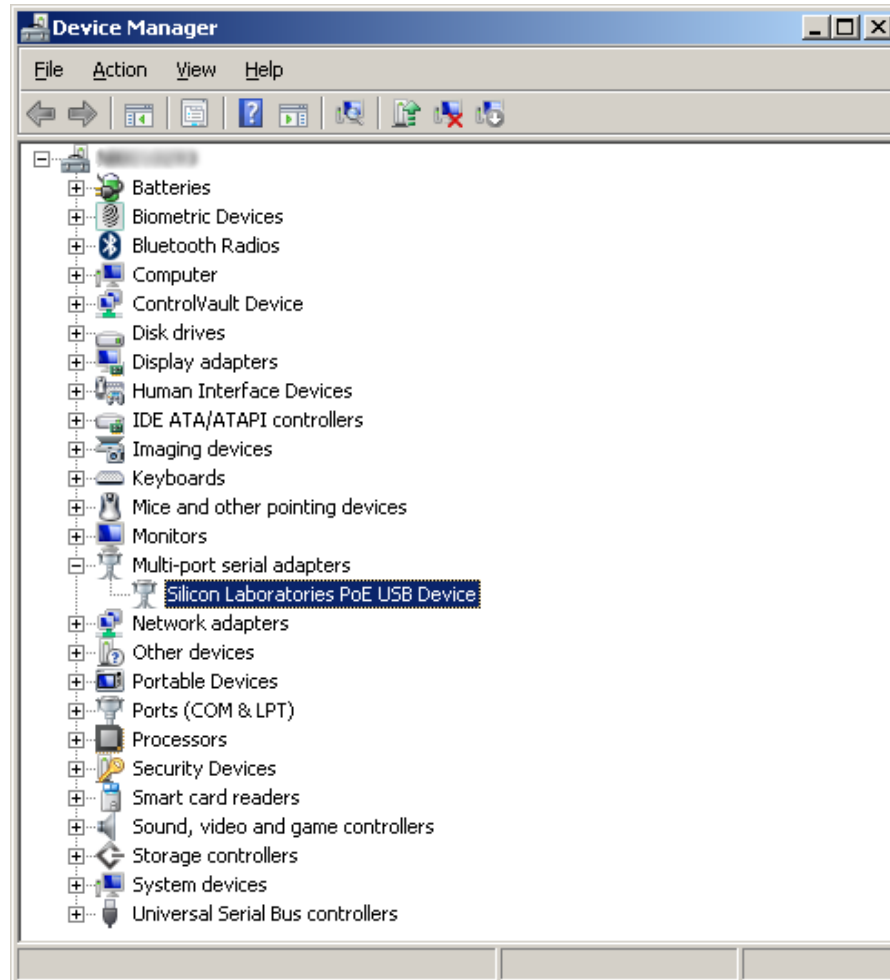 Device Manager
File Action View Help
Batteries
Biometric Devices
Bluetooth Radios
Computer
ControlVault Device
Disk drives
Display adapters
Human Interface Devices
IDE ATA/ATAPI controllers
Imaging devices
Keyboards
Mice and other pointing devices
Monitors
Multi-port serial adapters
Silicon Laboratories PoE USB Device
Network adapters
Other devices
Portable Devices
Ports (COM & LPT)
Processors
Security Devices
Smart card readers
Sound, video and game controllers
Storage controllers
System devices
Universal Serial Bus controllers